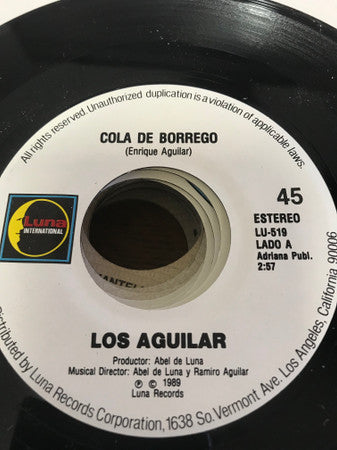 All rights reserved. Unauthorized duplication is a violation of applicable laws.
COLA DE BORREGO
(Enrique Aguilar)
Luna
INTERNATIONAL
45
ESTEREO
LU-519
LADO A
Adriana Publ.
2:57
LOS AGUILAR
Productor: Abel de Luna
Musical Director: Abel de Luna y Ramiro Aguilar
℗ © 1989
Luna Records
Distributed by Luna Records Corporation, 1638 So. Vermont Ave. Los Angeles, California 90006